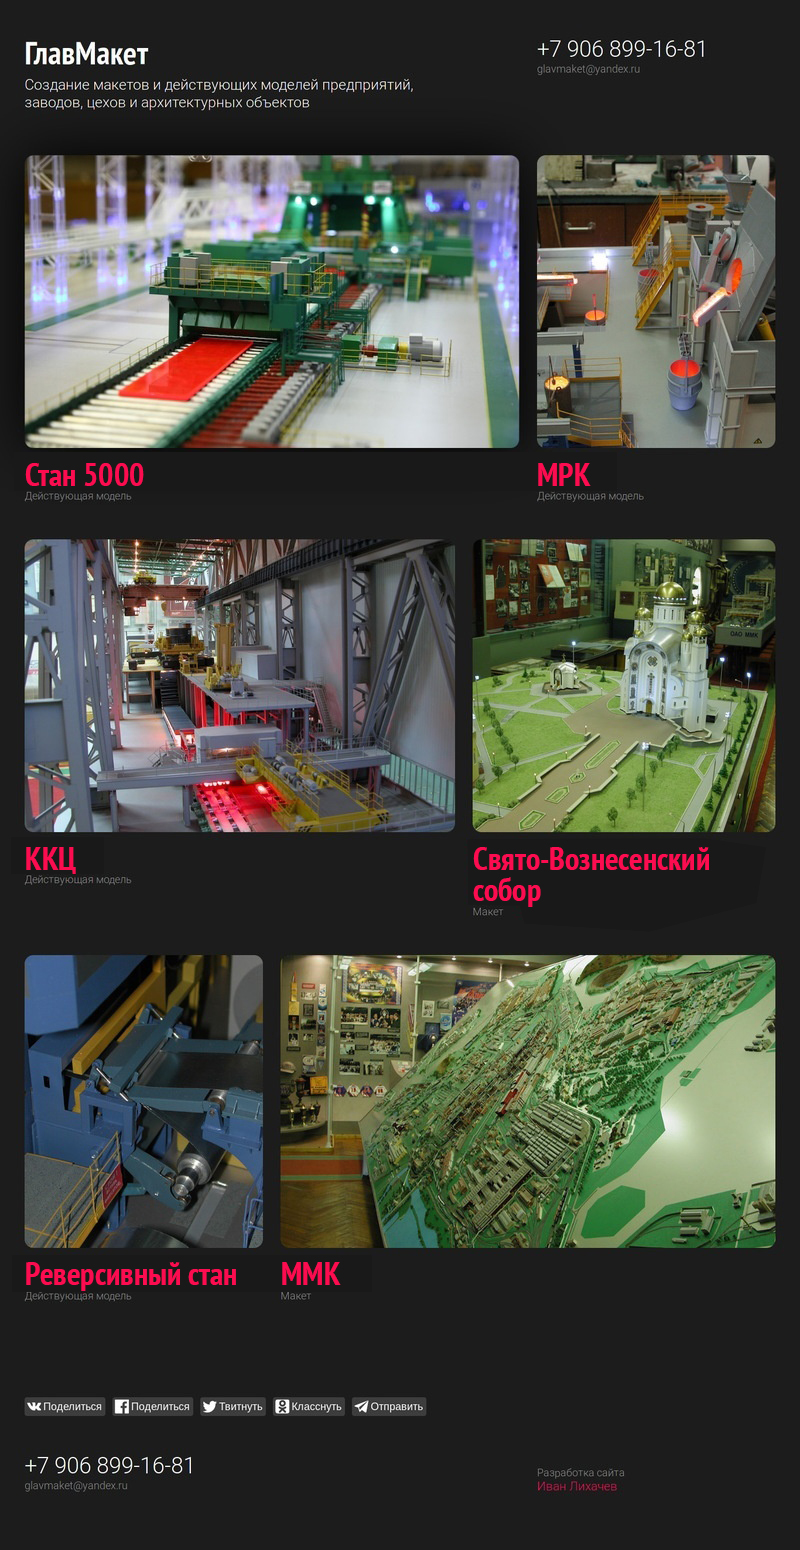 ГлавМакет
+7 906 899-16-81
glavmaket@yandex.ru
Создание макетов и действующих моделей предприятий,
заводов, цехов и архитектурных объектов
Стан 5000
Действующая модель
МРК
Действующая модель
ОАО ММК
ККЦ
Действующая модель
Свято-Вознесенский
собор
Макет
Реверсивный стан
Действующая модель
ММК
Макет
Поделиться
Поделиться
Твитнуть
Класснуть
Отправить
+7 906 899-16-81
glavmaket@yandex.ru
Разработка сайта
Иван Лихачев